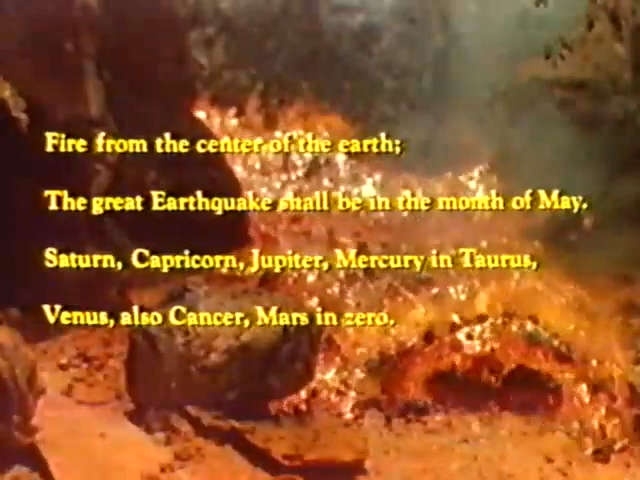 Fire from the center of the earth;
The great Earthquake shall be in the month of May.
Saturn, Capricorn, Jupiter, Mercury in Taurus,
Venus, also Cancer, Mars in zero.